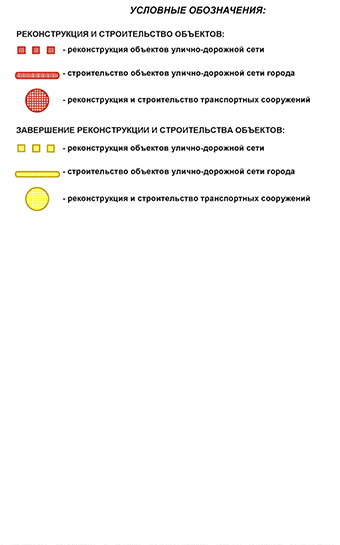 УСЛОВНЫЕ ОБОЗНАЧЕНИЯ:
РЕКОНСТРУКЦИЯ И СТРОИТЕЛЬСТВО ОБЪЕКТОВ:
- реконструкция объектов улично-дорожной сети
- строительство объектов улично-дорожной сети города
- реконструкция и строительство транспортных сооружений
ЗАВЕРШЕНИЕ РЕКОНСТРУКЦИИ И СТРОИТЕЛЬСТВА ОБЪЕКТОВ:
- реконструкция объектов улично-дорожной сети
- строительство объектов улично-дорожной сети города
- реконструкция и строительство транспортных сооружений